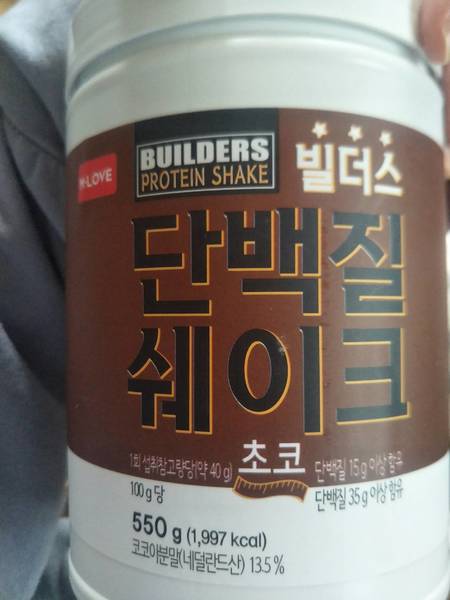 M·LOVE
BUILDERS
PROTEIN SHAKE
빌더스
단백질
쉐이크
초코
1회 섭취참고량당(약 40 g) 단백질 15 g 이상 함유
100 g 당 단백질 35 g 이상 함유
550 g (1,997 kcal)
코코아분말(네덜란드산) 13.5 %